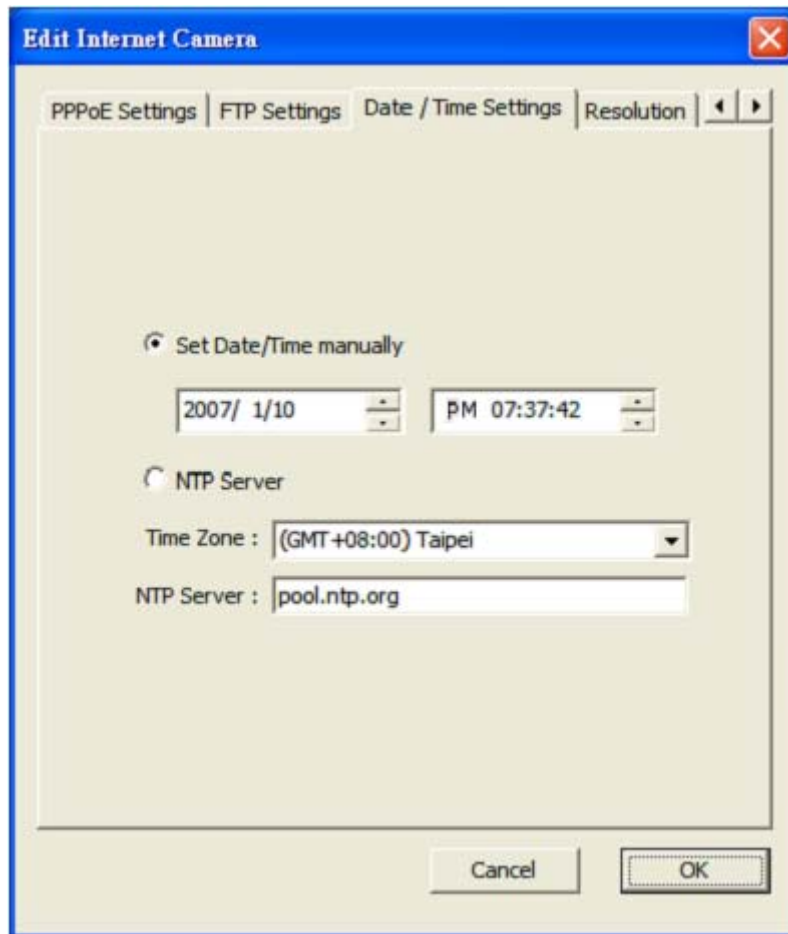 Edit Internet Camera
PPPoE Settings FTP Settings Date / Time Settings Resolution
Set Date/Time manually
2007/ 1/10 PM 07:37:42
NTP Server
Time Zone : (GMT+08:00) Taipei
NTP Server : pool.ntp.org
Cancel OK